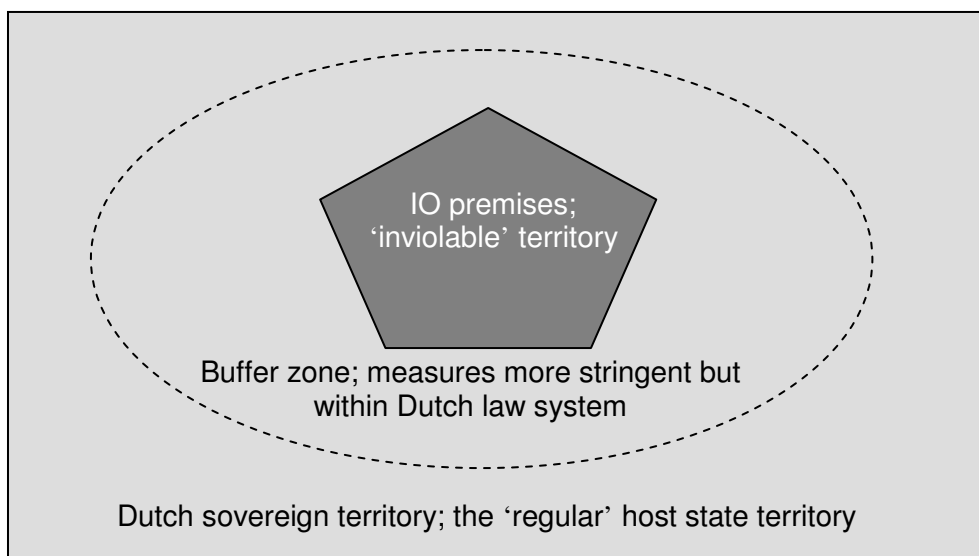 IO premises;
‘inviolable’ territory
Buffer zone; measures more stringent but
within Dutch law system
Dutch sovereign territory; the ‘regular’ host state territory